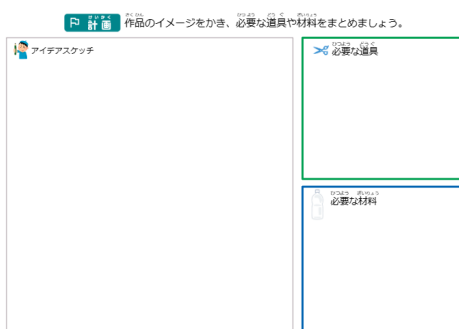 計画 作品のイメージをかき、必要な道具や材料をまとめましょう。
アイデアスケッチ
必要な道具
必要な材料